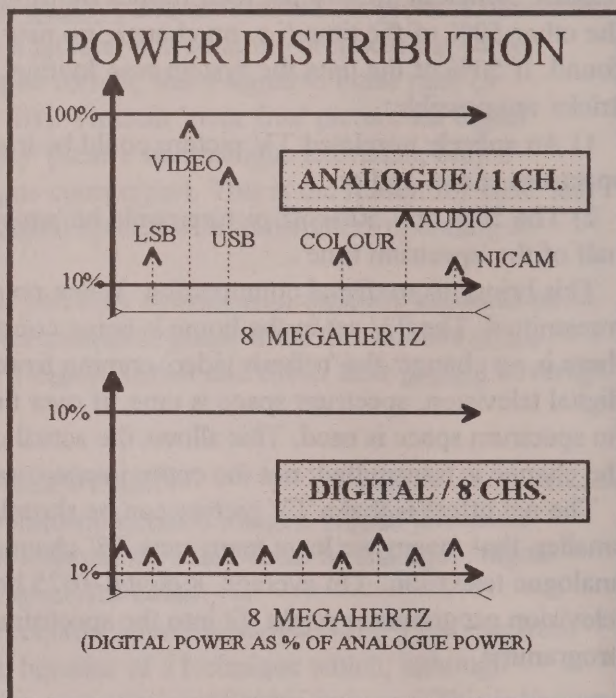 POWER DISTRIBUTION
100%
VIDEO
ANALOGUE / 1 CH.
LSB
USB
COLOUR
AUDIO
NICAM
10%
8 MEGAHERTZ
10%
DIGITAL / 8 CHS.
1%
8 MEGAHERTZ
(DIGITAL POWER AS % OF ANALOGUE POWER)